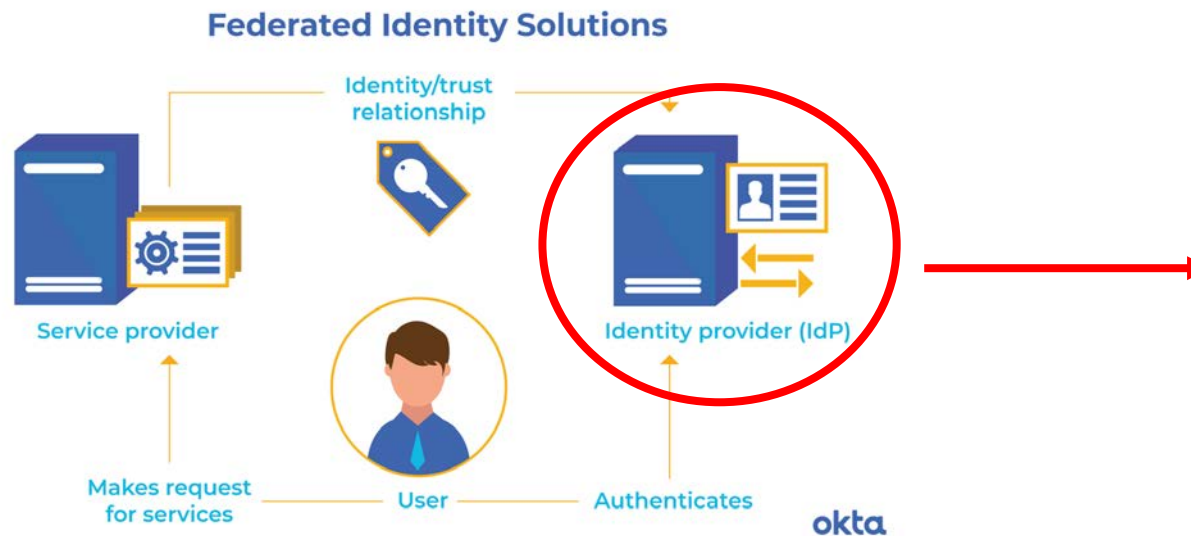 Federated Identity Solutions
Identity/trust
relationship
Service provider
Identity provider (IdP)
Makes request
for services
User
Authenticates
okta